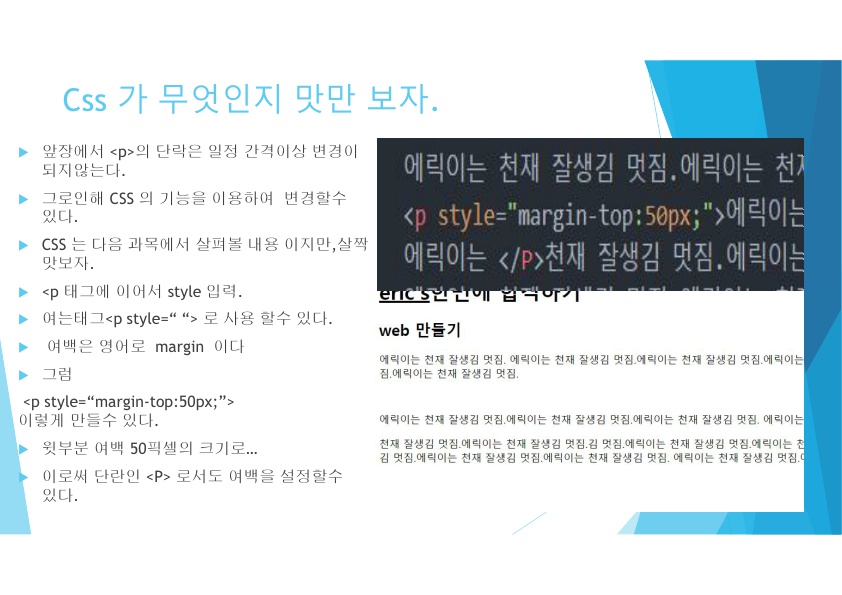 Css 가 무엇인지 맛만 보자.
앞장에서 <p>의 단락은 일정 간격이상 변경이
되지않는다.
그로인해 CSS 의 기능을 이용하여 변경할수
있다.
CSS 는 다음 과목에서 살펴볼 내용 이지만,살짝
맛보자.
<p 태그에 이어서 style 입력.
여는태그<p style=“ “> 로 사용 할수 있다.
여백은 영어로 margin 이다
그럼
<p style=“margin-top:50px;”>
이렇게 만들수 있다.
윗부분 여백 50픽셀의 크기로...
이로써 단란인 <P> 로서도 여백을 설정할수
있다.
에릭이는 천재 잘생김 멋짐.에릭이는 천재
<p style="margin-top:50px;">에릭이는
에릭이는 </P>천재 잘생김 멋짐.에릭이는
eric's한번에 합격하기
web 만들기
에릭이는 천재 잘생김 멋짐. 에릭이는 천재 잘생김 멋짐.에릭이는 천재 잘생김 멋짐.에릭이는
짐.에릭이는 천재 잘생김 멋짐.
에릭이는 천재 잘생김 멋짐.에릭이는 천재 잘생김 멋짐.에릭이는 천재 잘생김 멋짐. 에릭이는
천재 잘생김 멋짐.에릭이는 천재 잘생김 멋짐.김 멋짐.에릭이는 천재 잘생김 멋짐.에릭이는
김 멋짐.에릭이는 천재 잘생김 멋짐.에릭이는 천재 잘생김 멋짐. 에릭이는 천재 잘생김 멋짐.